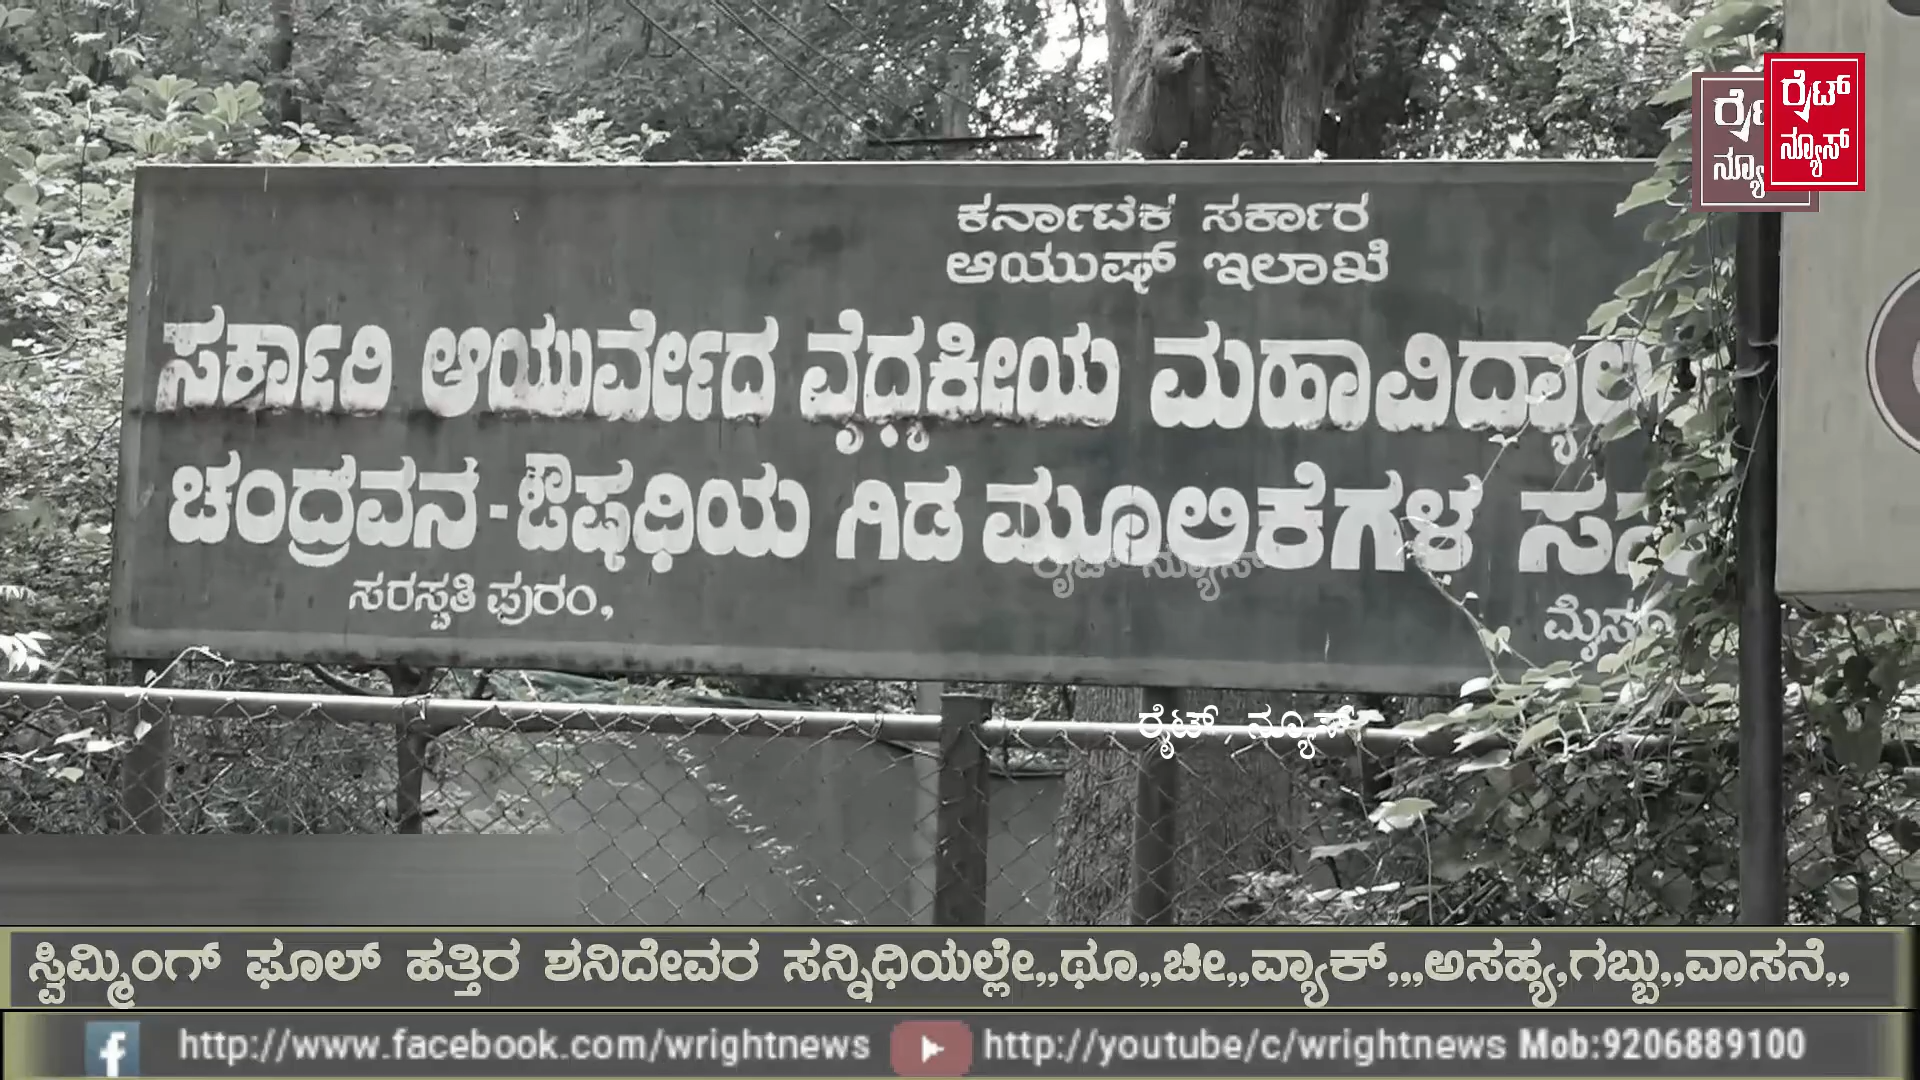 ರೈಟ್
ನ್ಯೂಸ್
ಕರ್ನಾಟಕ ಸರ್ಕಾರ
ಆಯುಷ್ ಇಲಾಖೆ
ಸರ್ಕಾರಿ ಆಯುರ್ವೇದ ವೈದ್ಯಕೀಯ ಮಹಾವಿದ್ಯಾಲ
ಚಂದ್ರವನ-ಔಷಧಿಯ ಗಿಡ ಮೂಲಿಕೆಗಳ
ರೈಟ್ ನ್ಯೂಸ್
ಸರಸ್ವತಿ ಪುರಂ,
ರೈಟ್ ನ್ಯೂಸ್
ಸ್ವಿಮ್ಮಿಂಗ್ ಫೂಲ್ ಹತ್ತಿರ ಶನಿದೇವರ ಸನ್ನಿಧಿಯಲ್ಲೇ,,ಥೂ,,ಚೀ,,ವ್ಯಾಕ್,,,ಅಸಹ್ಯ,ಗಬ್ಬು,,ವಾಸನೆ,,
http://www.facebook.com/wrightnews http://youtube/c/wrightnews Mob:9206889100